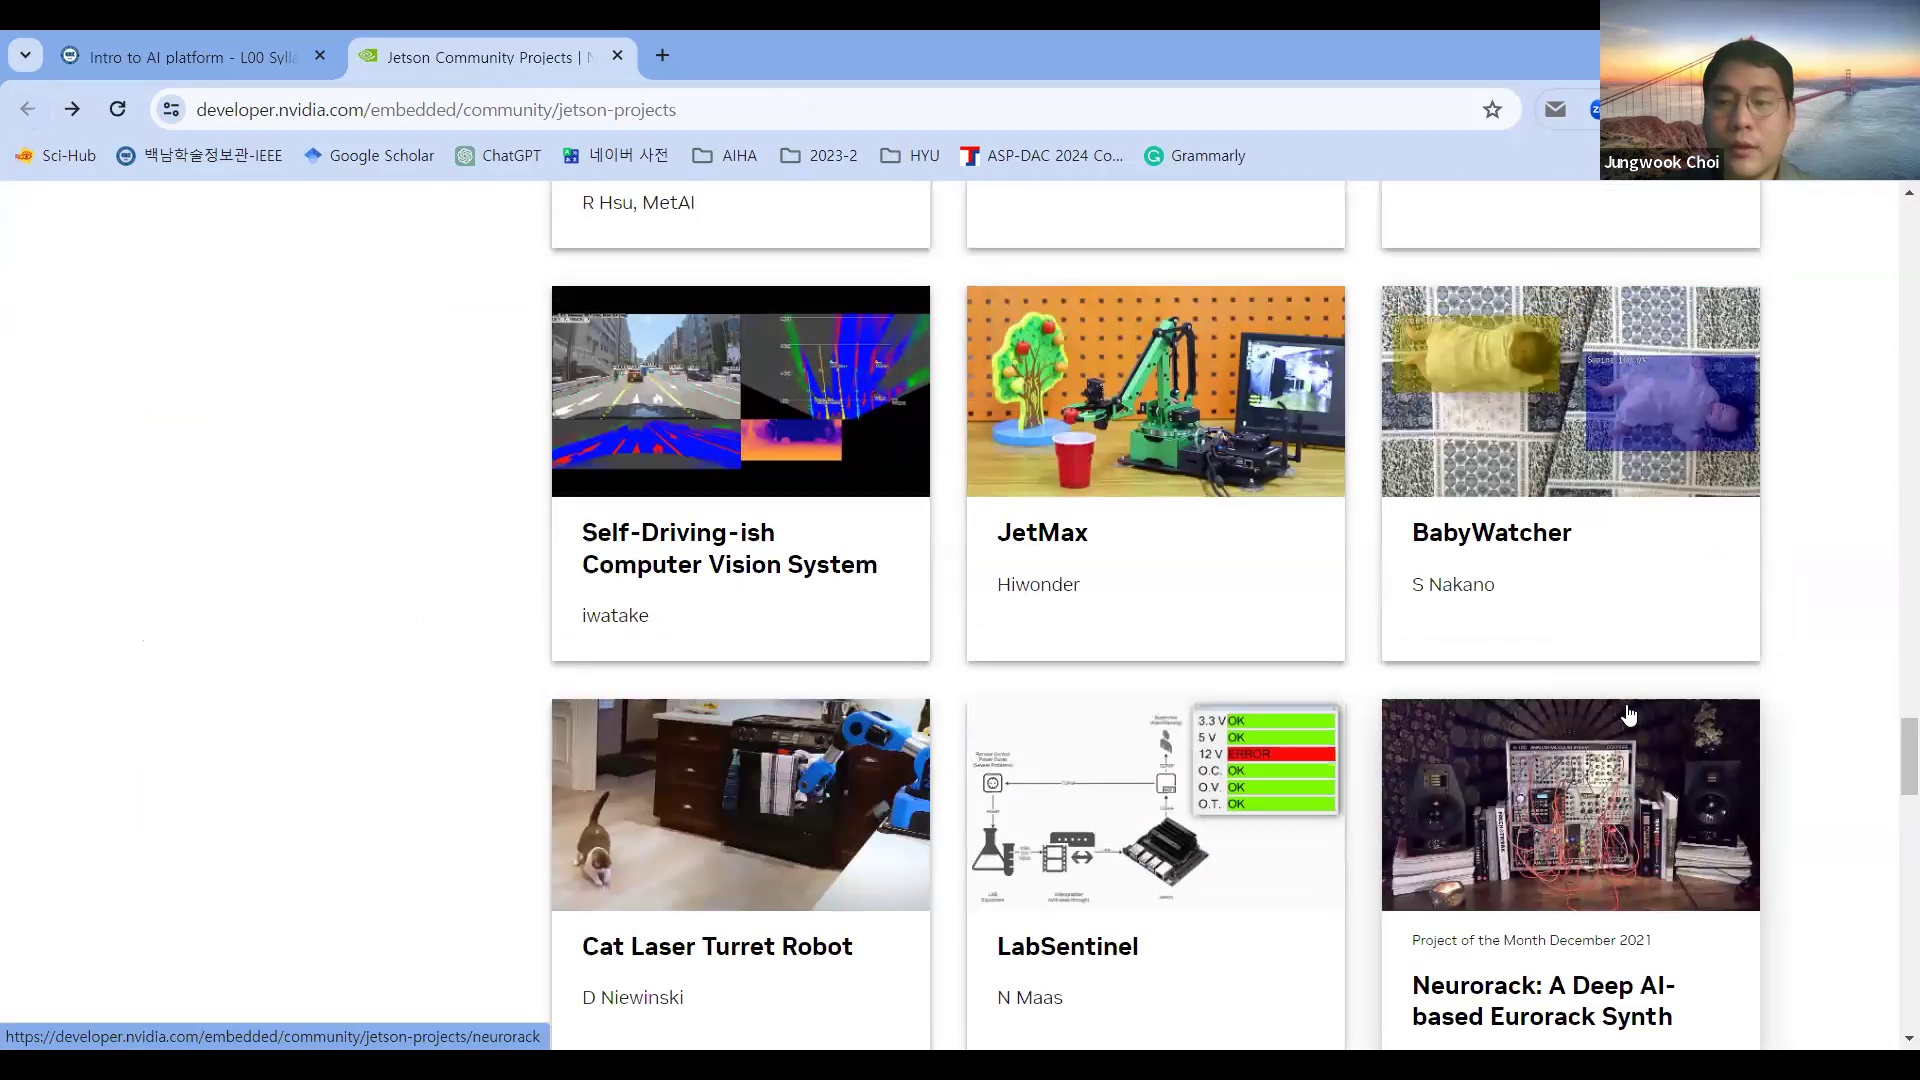 Intro to AI platform - L00 Sylla
Jetson Community Projects | N
developer.nvidia.com/embedded/community/jetson-projects
Sci-Hub
백남학술정보관-IEEE
Google Scholar
ChatGPT
네이버 사전
AIHA
2023-2
HYU
ASP-DAC 2024 Co...
Grammarly
Jungwook Choi
R Hsu, MetAI
Self-Driving-ish
Computer Vision System
iwatake
JetMax
Hiwonder
BabyWatcher
S Nakano
3.3 V OK
5 V OK
12 V ERROR
O.C. OK
O.V. OK
O.T. OK
Cat Laser Turret Robot
D Niewinski
LabSentinel
N Maas
Project of the Month December 2021
Neurorack: A Deep AI-
based Eurorack Synth
https://developer.nvidia.com/embedded/community/jetson-projects/neurorack